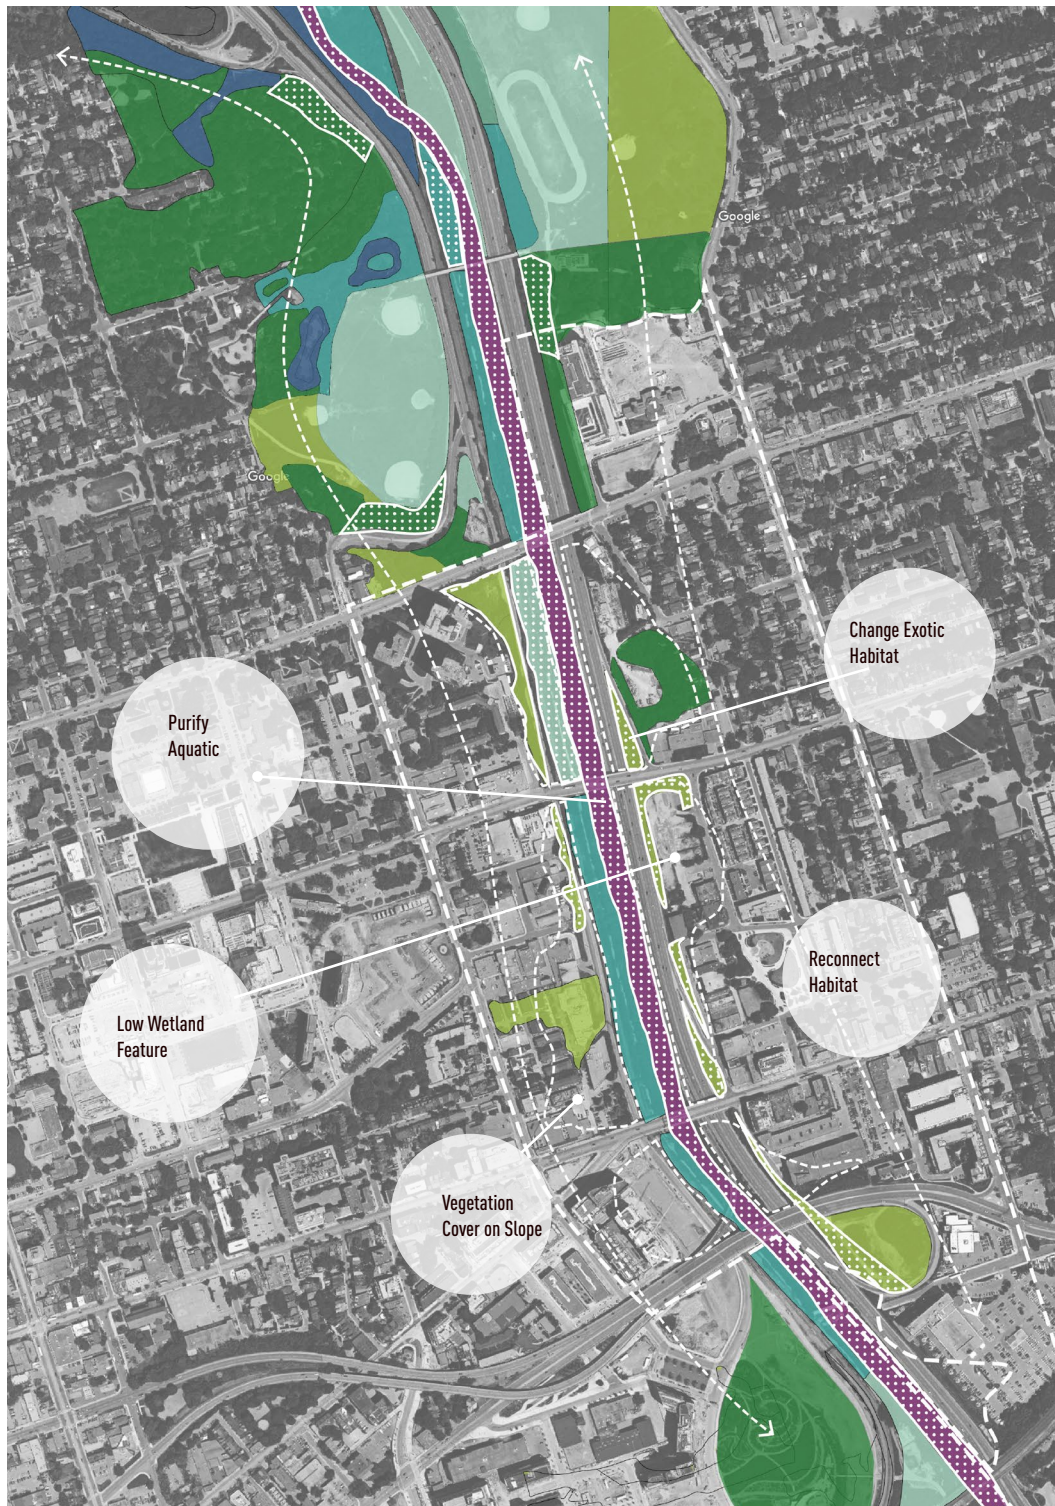 Google
Google
Change Exotic
Habitat
Purify
Aquatic
Reconnect
Habitat
Low Wetland
Feature
Vegetation
Cover on Slope